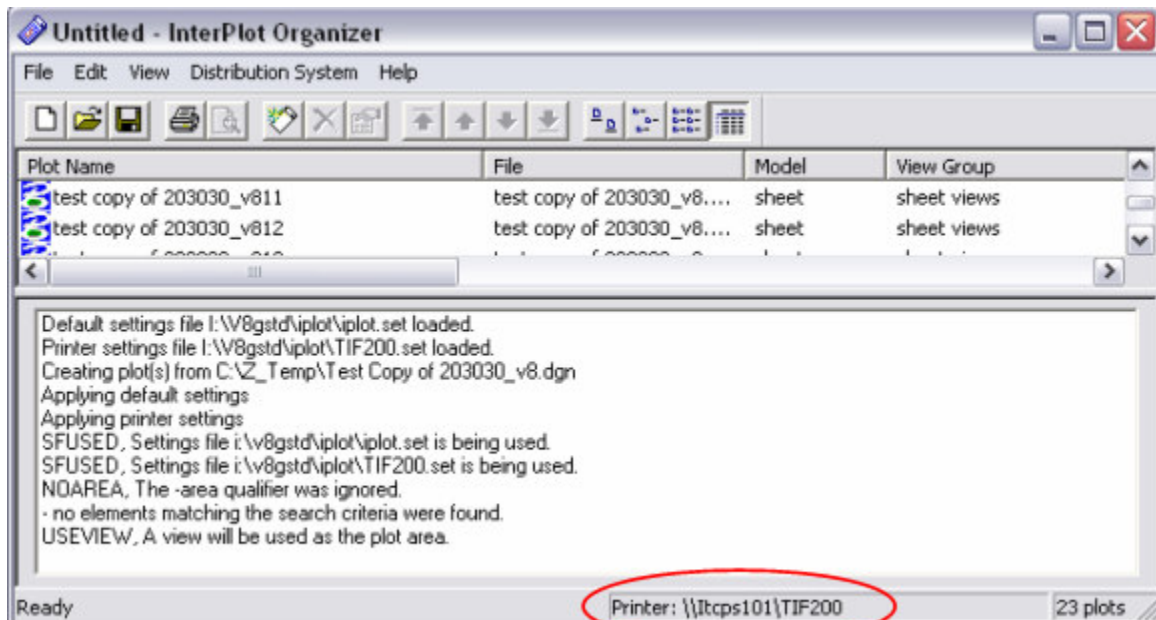 Untitled - InterPlot Organizer
File Edit View Distribution System Help
Plot Name File Model View Group
test copy of 203030_v811 test copy of 203030_v8.... sheet sheet views
test copy of 203030_v812 test copy of 203030_v8.... sheet sheet views
Default settings file I:\V8gstd\iplot\iplot.set loaded.
Printer settings file I:\V8gstd\iplot\TIF200.set loaded.
Creating plot(s) from C:\Z_Temp\Test Copy of 203030_v8.dgn
Applying default settings
Applying printer settings
SFUSED, Settings file i:\v8gstd\iplot\iplot.set is being used.
SFUSED, Settings file i:\v8gstd\iplot\TIF200.set is being used.
NOAREA, The -area qualifier was ignored.
- no elements matching the search criteria were found.
USEVIEW, A view will be used as the plot area.
Ready Printer: \\Itcps101\TIF200 23 plots